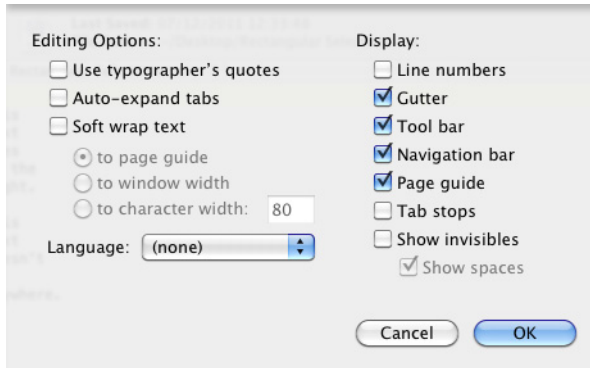 Editing Options:
Use typographer's quotes
Auto-expand tabs
Soft wrap text
to page guide
to window width
to character width: 80
Language: (none)
Display:
Line numbers
Gutter
Tool bar
Navigation bar
Page guide
Tab stops
Show invisibles
Show spaces
Cancel
OK